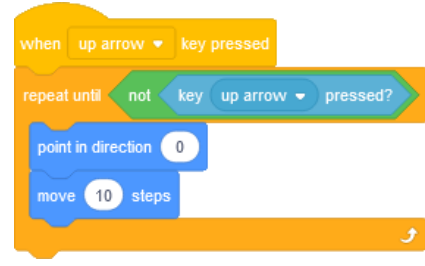 when up arrow key pressed
repeat until not key up arrow pressed?
point in direction 0
move 10 steps